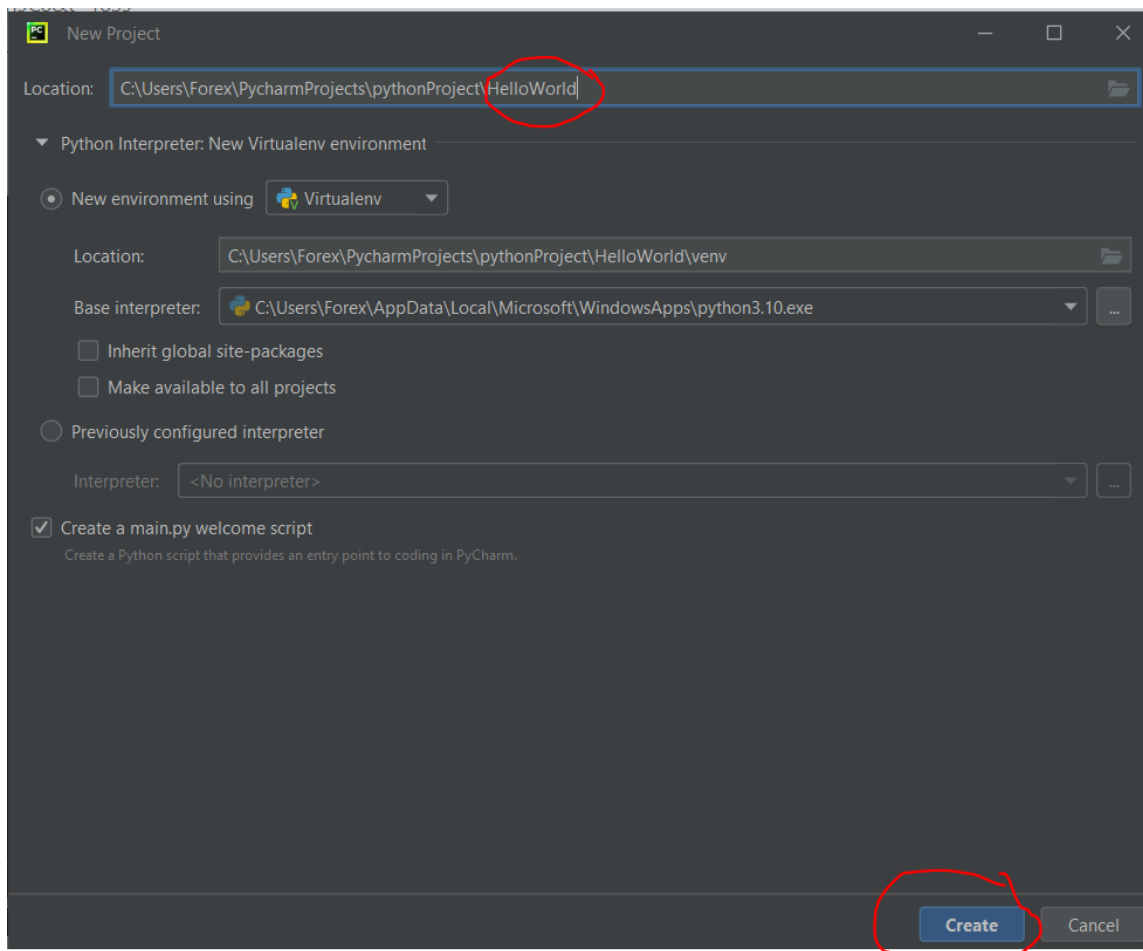 PC
New Project
Location: C:\Users\Forex\PycharmProjects\pythonProject\HelloWorld
Python Interpreter: New Virtualenv environment
New environment using Virtualenv
Location: C:\Users\Forex\PycharmProjects\pythonProject\HelloWorld\venv
Base interpreter: C:\Users\Forex\AppData\Local\Microsoft\WindowsApps\python3.10.exe ...
Inherit global site-packages
Make available to all projects
Previously configured interpreter
Interpreter: <No interpreter> ...
Create a main.py welcome script
Create a Python script that provides an entry point to coding in PyCharm.
Create Cancel